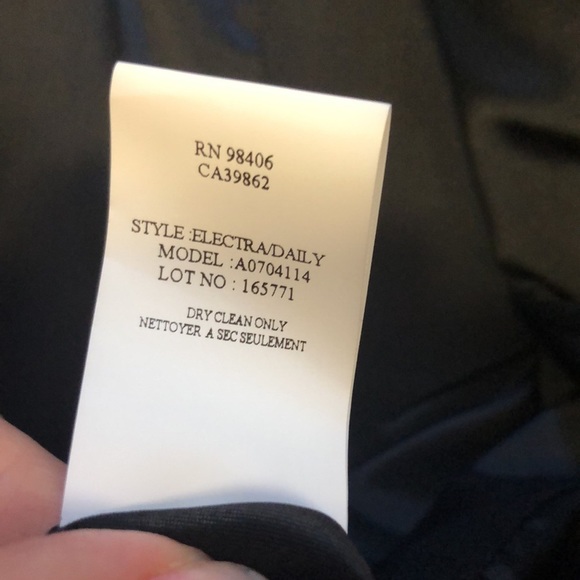 RN 98406
CA39862
STYLE :ELECTRA/DAILY
MODEL :A0704114
LOT NO : 165771
DRY CLEAN ONLY
NETTOYER A SEC SEULEMENT